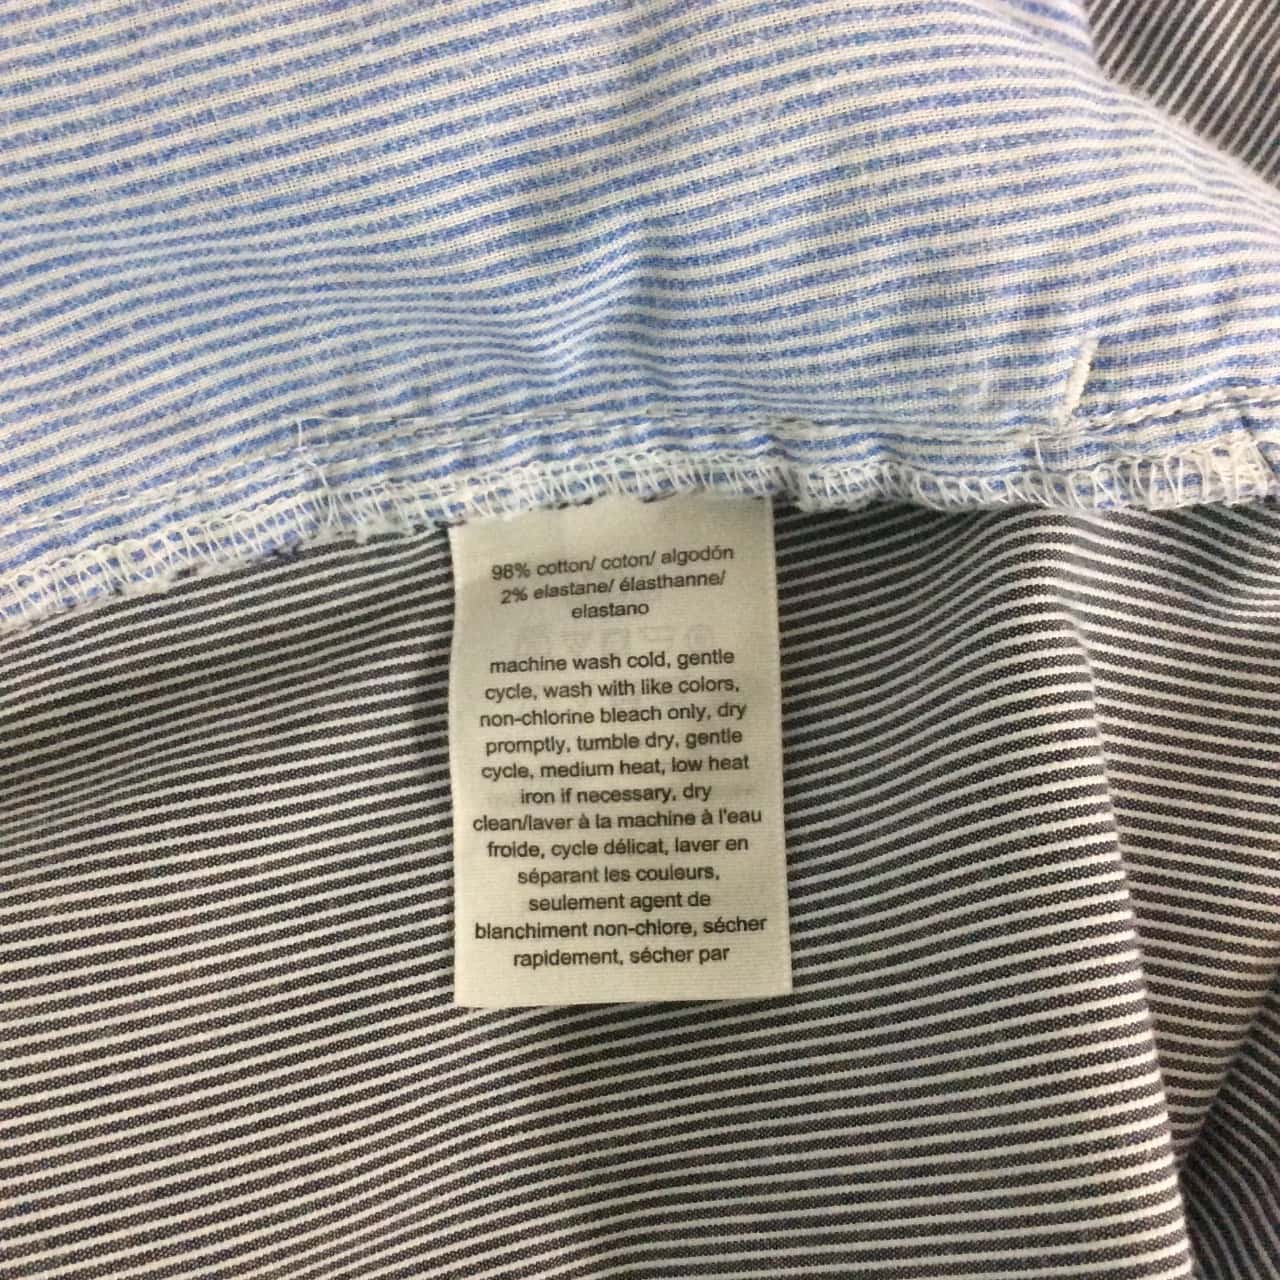 98% cotton/ coton/ algodón
2% elastane/ élasthanne/
elastano
machine wash cold, gentle
cycle, wash with like colors,
non-chlorine bleach only, dry
promptly, tumble dry, gentle
cycle, medium heat, low heat
iron if necessary, dry
clean/laver à la machine à l'eau
froide, cycle délicat, laver en
séparant les couleurs,
seulement agent de
blanchiment non-chlore, sécher
rapidement, sécher par